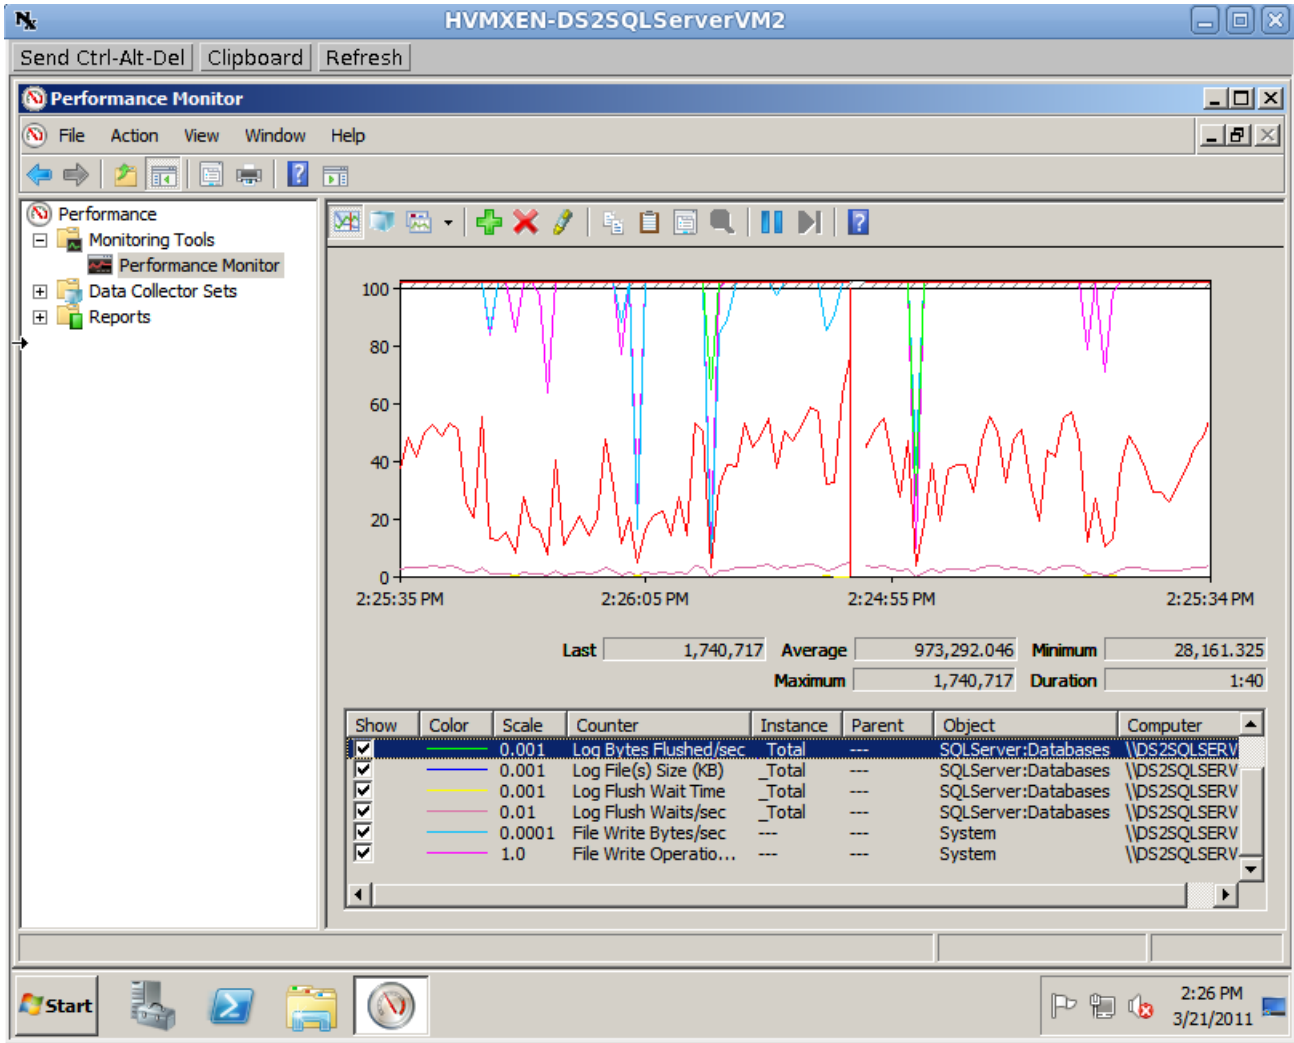 HVMXEN-DS2SQLServerVM2
Send Ctrl-Alt-Del Clipboard Refresh
Performance Monitor
File Action View Window Help
Performance
Monitoring Tools
Performance Monitor
Data Collector Sets
Reports
100
80
60
40
20
0
2:25:35 PM 2:26:05 PM 2:24:55 PM 2:25:34 PM
Last 1,740,717 Average 973,292.046 Minimum 28,161.325
Maximum 1,740,717 Duration 1:40
Show Color Scale Counter Instance Parent Object Computer
0.001 Log Bytes Flushed/sec _Total --- SQLServer:Databases \\DS2SQLSERV
0.001 Log File(s) Size (KB) _Total --- SQLServer:Databases \\DS2SQLSERV
0.001 Log Flush Wait Time _Total --- SQLServer:Databases \\DS2SQLSERV
0.01 Log Flush Waits/sec _Total --- SQLServer:Databases \\DS2SQLSERV
0.0001 File Write Bytes/sec --- --- System \\DS2SQLSERV
1.0 File Write Operatio... --- --- System \\DS2SQLSERV
Start
2:26 PM
3/21/2011